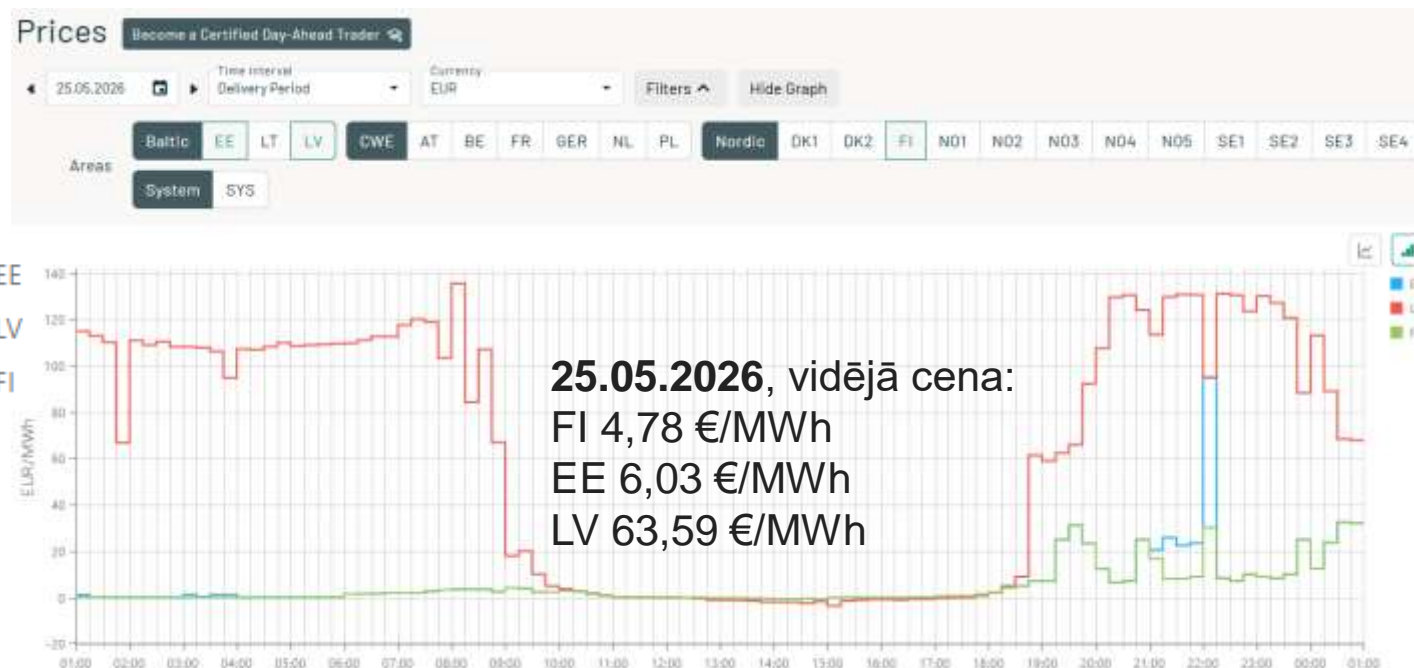 Prices Become a Certified Day-Ahead Trader
25.05.2026 Time interval Delivery Period Currency EUR Filters Hide Graph
Areas
Baltic EE LT LV CWE AT BE FR GER NL PL Nordic DK1 DK2 FI NO1 NO2 NO3 NO4 NO5 SE1 SE2 SE3 SE4
System SYS
EE
LV
FI
EUR/MWh
140
120
100
80
60
40
20
0
-20
25.05.2026, vidējā cena:
FI 4,78 €/MWh
EE 6,03 €/MWh
LV 63,59 €/MWh
01:00 02:00 03:00 04:00 05:00 06:00 07:00 08:00 09:00 10:00 11:00 12:00 13:00 14:00 15:00 16:00 17:00 18:00 19:00 20:00 21:00 22:00 23:00 00:00 01:00